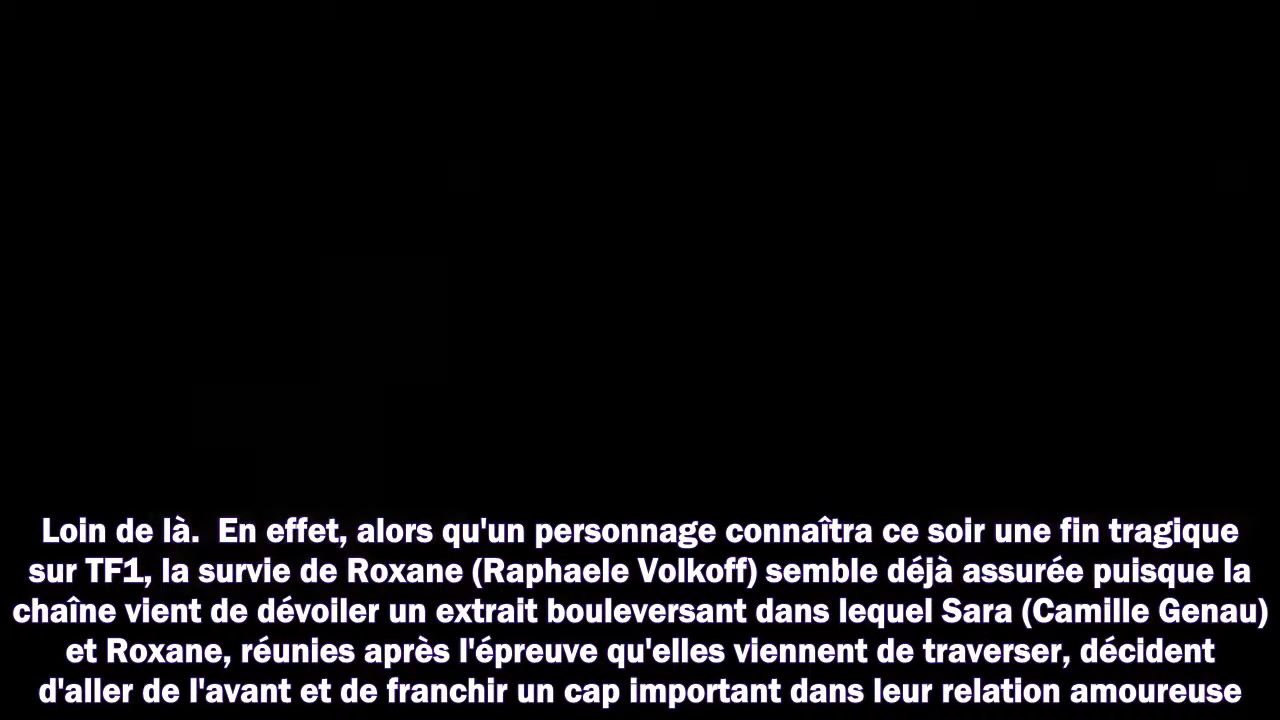 Loin de là.  En effet, alors qu'un personnage connaîtra ce soir une fin tragique
sur TF1, la survie de Roxane (Raphaele Volkoff) semble déjà assurée puisque la
chaîne vient de dévoiler un extrait bouleversant dans lequel Sara (Camille Genau)
et Roxane, réunies après l'épreuve qu'elles viennent de traverser, décident
d'aller de l'avant et de franchir un cap important dans leur relation amoureuse